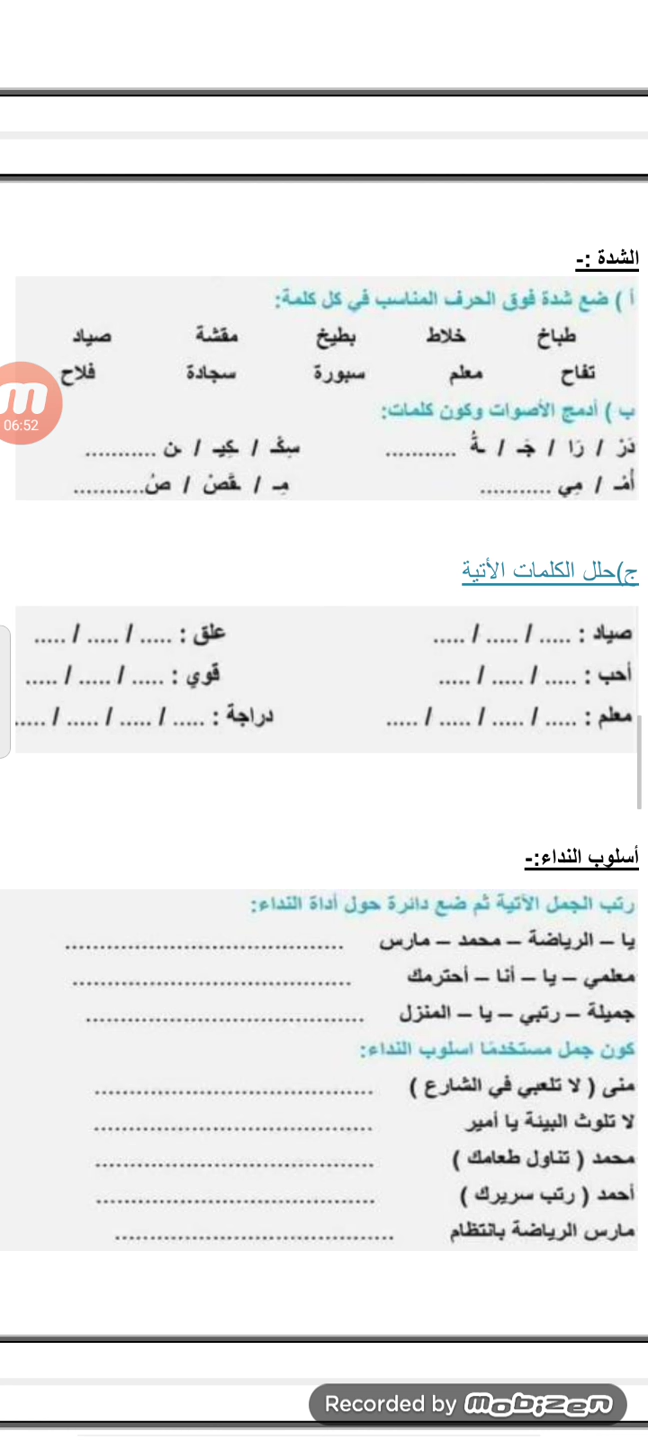 الشدة :-
أ ) ضع شدة فوق الحرف المناسب في كل كلمة:
طباخ خلاط بطيخ مقشة صياد
تفاح معلم سبورة سجادة فلاح
06:52
ب ) أدمج الأصوات وكون كلمات:
دَرْ / رَا / جَـ / ـةُ ........... سِكْـ / كِيـ / ـن ...........
أُمْـ / مِي ........... مِـ / ـقَصْ / صْ...........
ج)حلل الكلمات الأتية
صياد : ..... / ..... / ..... علق : ..... / ..... / .....
أحب : ..... / ..... / ..... قوي : ..... / ..... / .....
معلم : ..... / ..... / ..... / ..... دراجة : ..... / ..... / ..... / .....
أسلوب النداء:-
رتب الجمل الآتية ثم ضع دائرة حول أداة النداء:
يا – الرياضة – محمد – مارس ................................
معلمي – يا – أنا – أحترمك ................................
جميلة – رتبي – يا – المنزل ................................
كون جمل مستخدمًا اسلوب النداء:
منى ( لا تلعبي في الشارع ) ................................
لا تلوث البيئة يا أمير ................................
محمد ( تناول طعامك ) ................................
أحمد ( رتب سريرك ) ................................
مارس الرياضة بانتظام ................................
Recorded by Mobizen